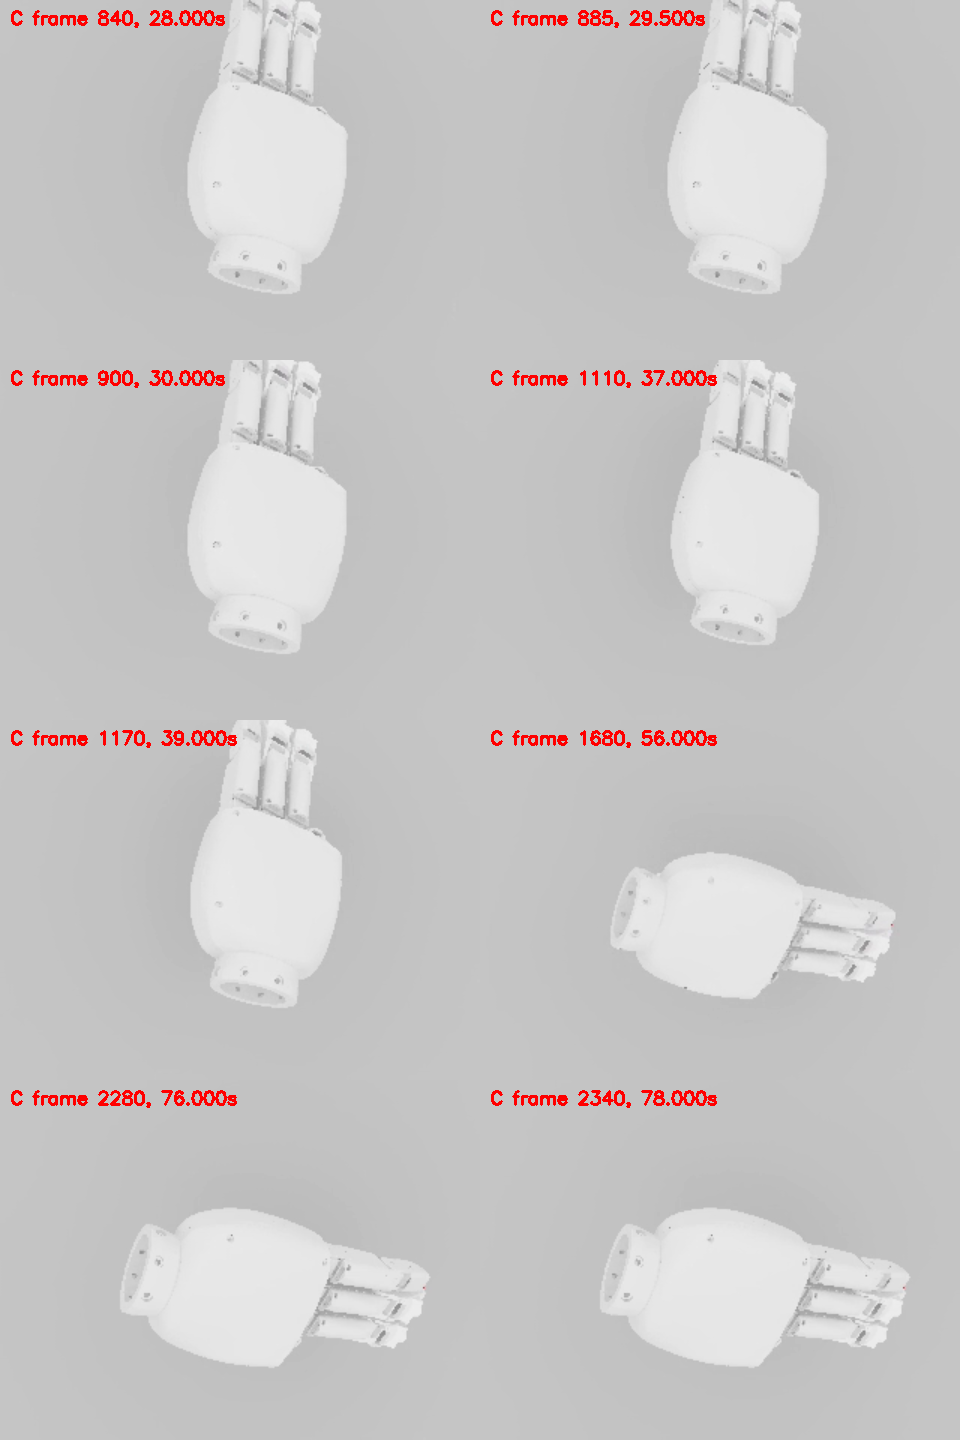 C frame 840, 28.000s
C frame 885, 29.500s
C frame 900, 30.000s
C frame 1110, 37.000s
C frame 1170, 39.000s
C frame 1680, 56.000s
C frame 2280, 76.000s
C frame 2340, 78.000s